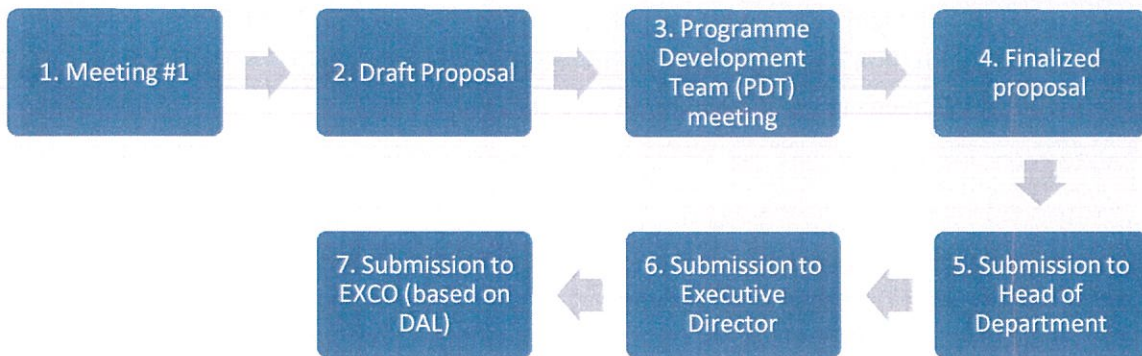 1. Meeting #1
2. Draft Proposal
3. Programme
Development
Team (PDT)
meeting
4. Finalized
proposal
5. Submission to
Head of
Department
6. Submission to
Executive
Director
7. Submission to
EXCO (based on
DAL)